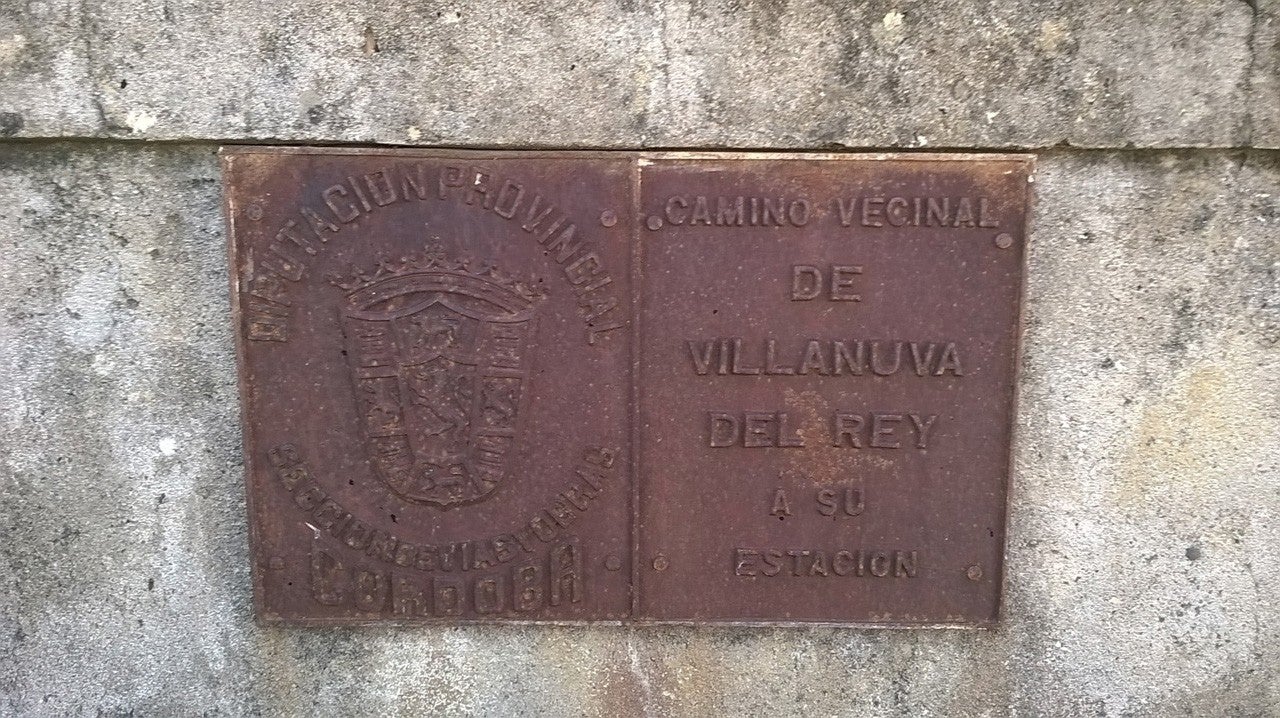 DIPUTACION PROVINCIAL
SECCION DE VIAS Y OBRAS
CORDOBA
CAMINO VECINAL
DE
VILLANUVA
DEL REY
A SU
ESTACION